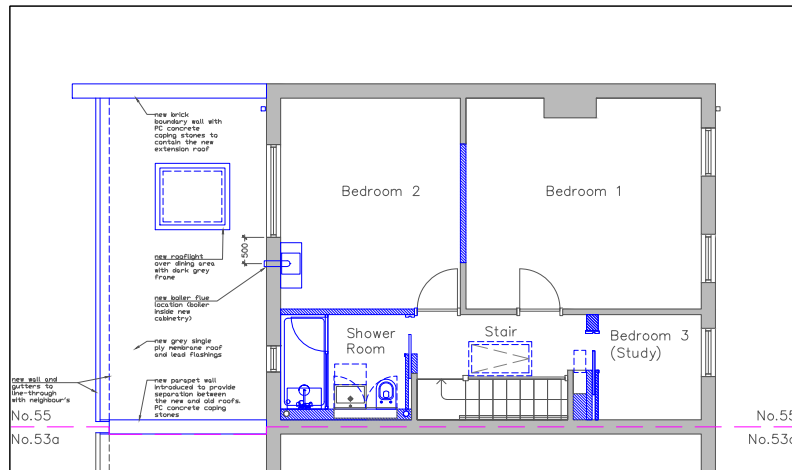 new brick
boundary wall with
PC concrete
coping stones to
contain the new
extension roof
Bedroom 2
Bedroom 1
500
new rooflight
over dining area
with dark grey
frame
new boiler flue
location (boiler
inside new
cabinetry)
Shower
Room
Stair
Bedroom 3
(Study)
new grey single
ply membrane roof
and lead flashings
new wall and
gutters to
line-through
with neighbour's
new parapet wall
introduced to provide
separation between
the new and old roofs.
PC concrete coping
stones
No.55
No.53a
No.55
No.53a